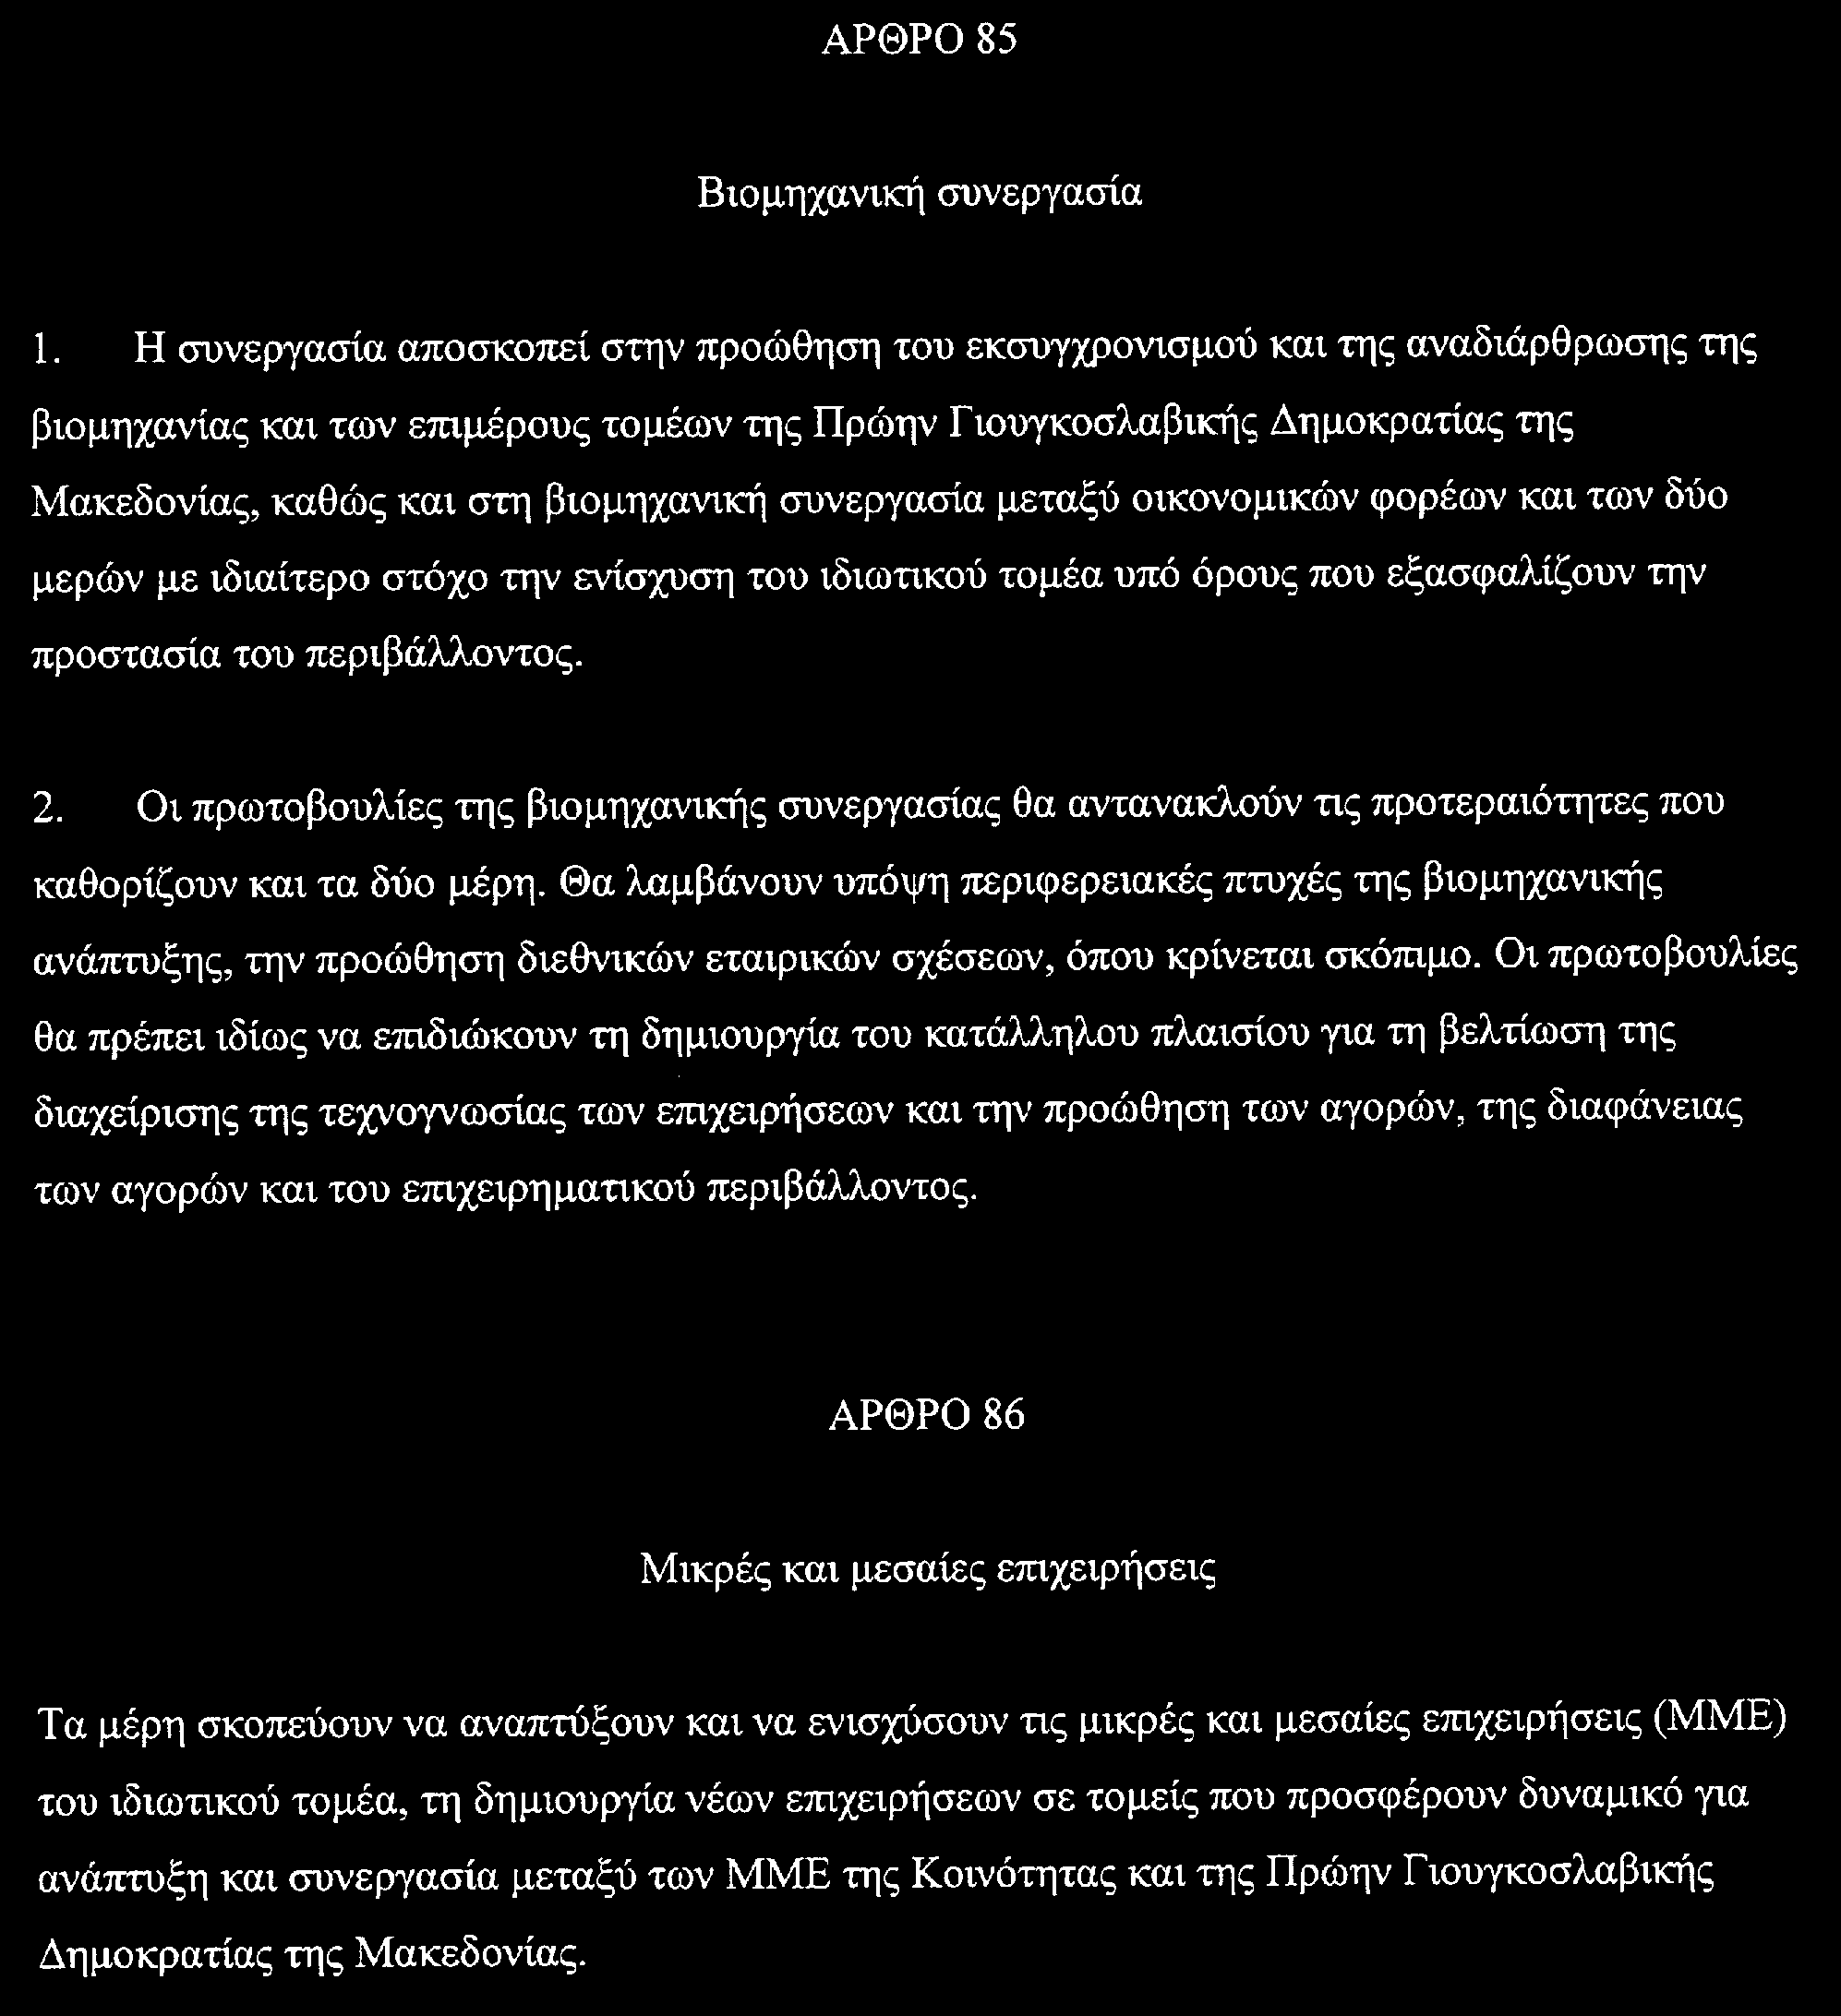 ΑΡΘΡΟ 85
Βιομηχανική συνεργασία
1. Η συνεργασία αποσκοπεί στην προώθηση του εκσυγχρονισμού και της αναδιάρθρωσης της
βιομηχανίας και των επιμέρους τομέων της Πρώην Γιουγκοσλαβικής Δημοκρατίας της
Μακεδονίας, καθώς και στη βιομηχανική συνεργασία μεταξύ οικονομικών φορέων και των δύο
μερών με ιδιαίτερο στόχο την ενίσχυση του ιδιωτικού τομέα υπό όρους που εξασφαλίζουν την
προστασία του περιβάλλοντος.
2. Οι πρωτοβουλίες της βιομηχανικής συνεργασίας θα αντανακλούν τις προτεραιότητες που
καθορίζουν και τα δύο μέρη. Θα λαμβάνουν υπόψη περιφερειακές πτυχές της βιομηχανικής
ανάπτυξης, την προώθηση διεθνικών εταιρικών σχέσεων, όπου κρίνεται σκόπιμο. Οι πρωτοβουλίες
θα πρέπει ιδίως να επιδιώκουν τη δημιουργία του κατάλληλου πλαισίου για τη βελτίωση της
διαχείρισης της τεχνογνωσίας των επιχειρήσεων και την προώθηση των αγορών, της διαφάνειας
των αγορών και του επιχειρηματικού περιβάλλοντος.
ΑΡΘΡΟ 86
Μικρές και μεσαίες επιχειρήσεις
Τα μέρη σκοπεύουν να αναπτύξουν και να ενισχύσουν τις μικρές και μεσαίες επιχειρήσεις (ΜΜΕ)
του ιδιωτικού τομέα, τη δημιουργία νέων επιχειρήσεων σε τομείς που προσφέρουν δυναμικό για
ανάπτυξη και συνεργασία μεταξύ των ΜΜΕ της Κοινότητας και της Πρώην Γιουγκοσλαβικής
Δημοκρατίας της Μακεδονίας.